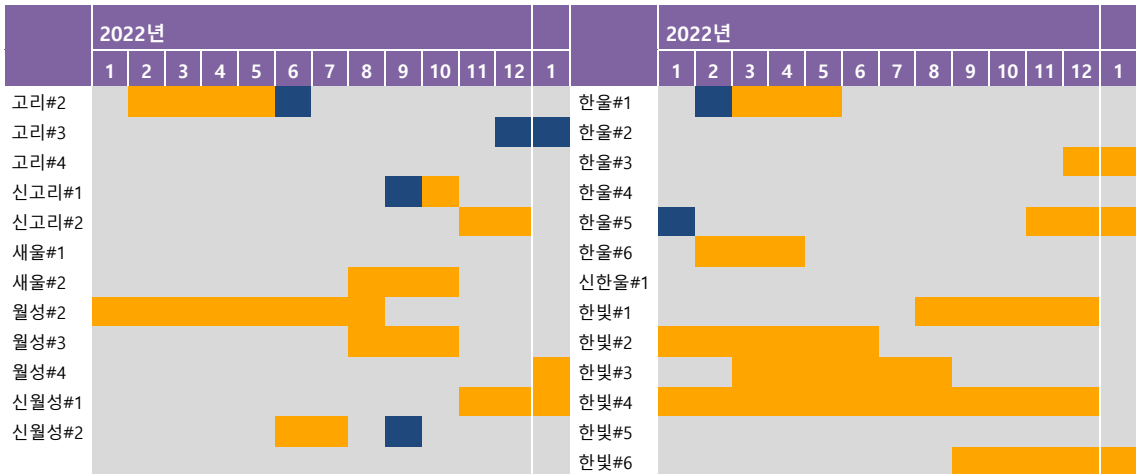 2022년 2022년
1 2 3 4 5 6 7 8 9 10 11 12 1 1 2 3 4 5 6 7 8 9 10 11 12 1
고리#2 한울#1
고리#3 한울#2
고리#4 한울#3
신고리#1 한울#4
신고리#2 한울#5
새울#1 한울#6
새울#2 신한울#1
월성#2 한빛#1
월성#3 한빛#2
월성#4 한빛#3
신월성#1 한빛#4
신월성#2 한빛#5
한빛#6